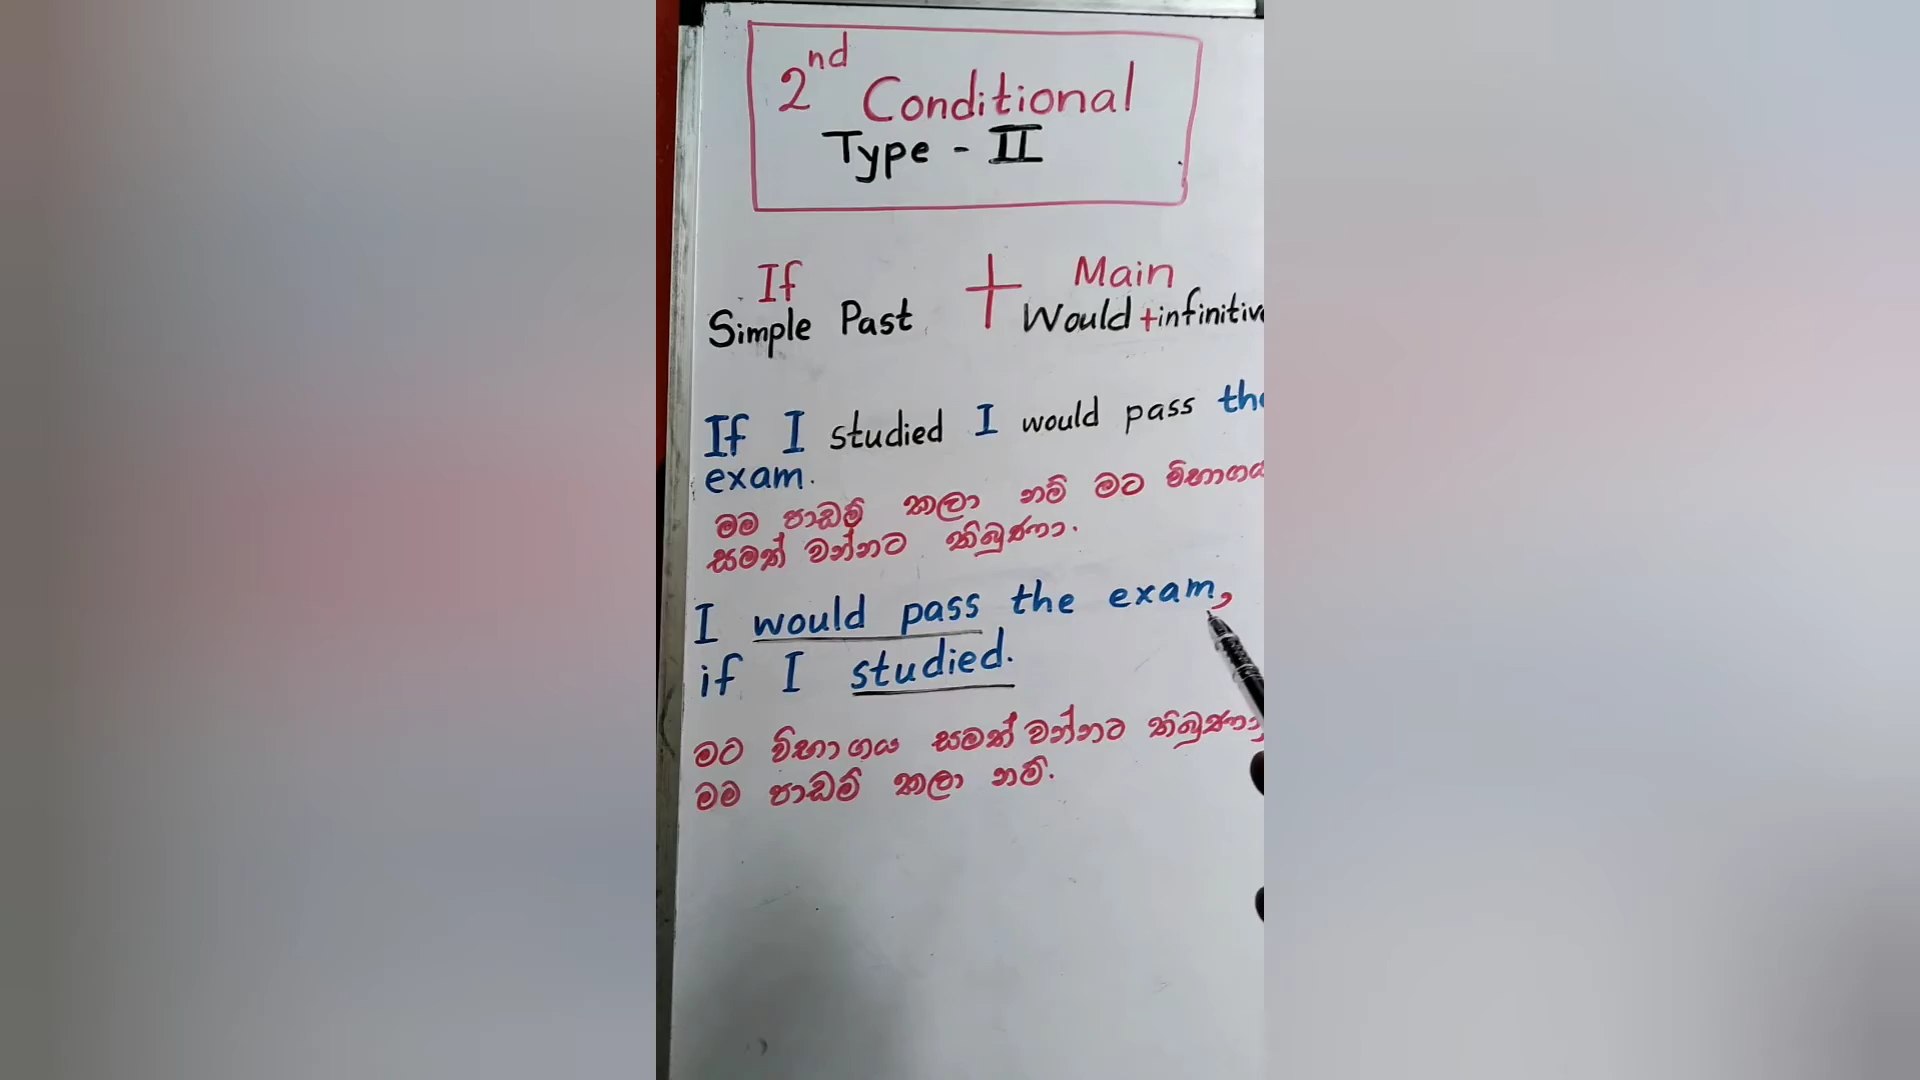 2nd Conditional
Type - II
If + Main
Simple Past Would + infinitive
If I studied I would pass the
exam.
මම පාඩම් කලා නම් මට විභාගය
සමත් වන්නට තිබුණා.
I would pass the exam,
if I studied.
මට විභාගය සමත් වන්නට තිබුණා,
මම පාඩම් කලා නම්.